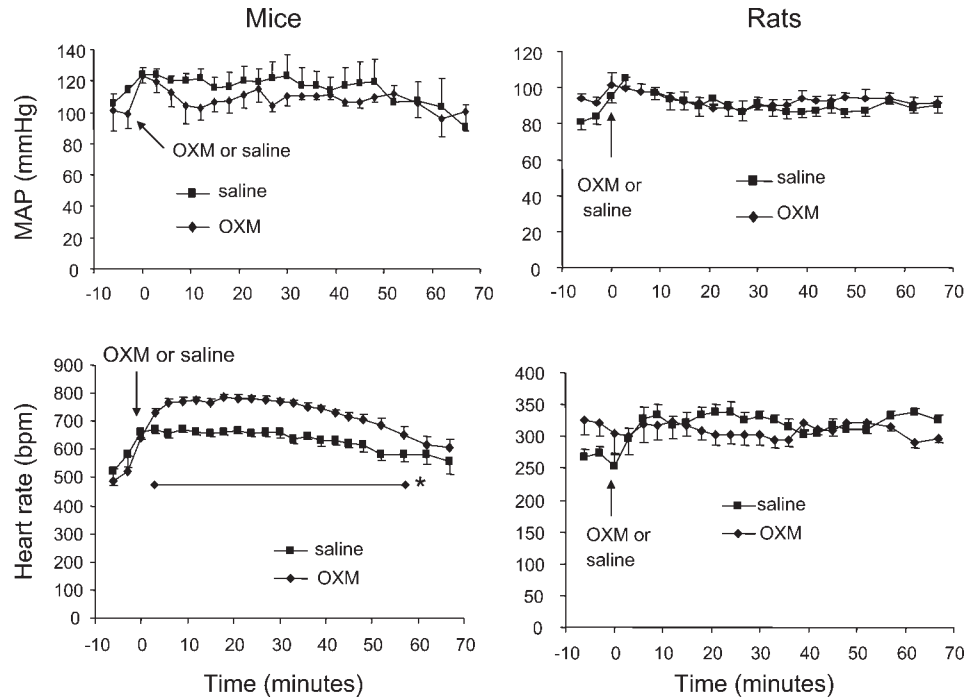 Mice
Rats
MAP (mmHg)
140
120
100
80
60
40
20
0
-10 0 10 20 30 40 50 60 70
OXM or saline
saline
OXM
120
100
80
60
40
20
0
-10 0 10 20 30 40 50 60 70
OXM or
saline
saline
OXM
Heart rate (bpm)
900
800
700
600
500
400
300
200
100
0
-10 0 10 20 30 40 50 60 70
OXM or saline
*
saline
OXM
Time (minutes)
400
350
300
250
200
150
100
50
0
-10 0 10 20 30 40 50 60 70
OXM or
saline
saline
OXM
Time (minutes)